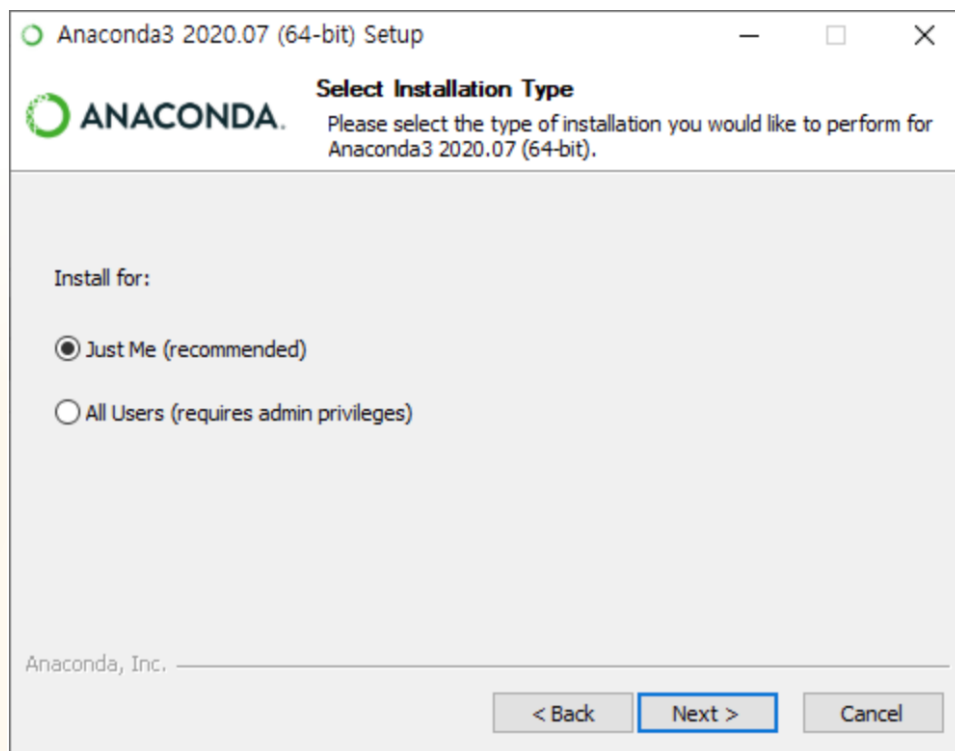 Anaconda3 2020.07 (64-bit) Setup
ANACONDA.
Select Installation Type
Please select the type of installation you would like to perform for
Anaconda3 2020.07 (64-bit).
Install for:
Just Me (recommended)
All Users (requires admin privileges)
Anaconda, Inc.
< Back
Next >
Cancel